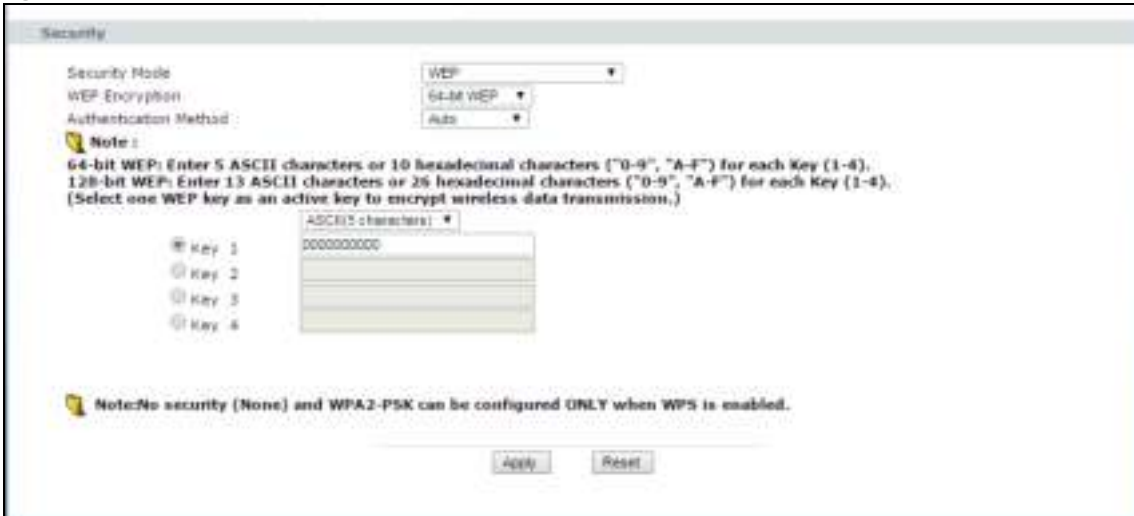 Security
Security Mode WEP
WEP Encryption 64-bit WEP
Authentication Method Auto
Note :
64-bit WEP: Enter 5 ASCII characters or 10 hexadecimal characters ("0-9", "A-F") for each Key (1-4).
128-bit WEP: Enter 13 ASCII characters or 26 hexadecimal characters ("0-9", "A-F") for each Key (1-4).
(Select one WEP key as an active key to encrypt wireless data transmission.)
ASCII(5 characters)
Key 1 0000000000
Key 2
Key 3
Key 4
Note:No security (None) and WPA2-PSK can be configured ONLY when WPS is enabled.
Apply Reset